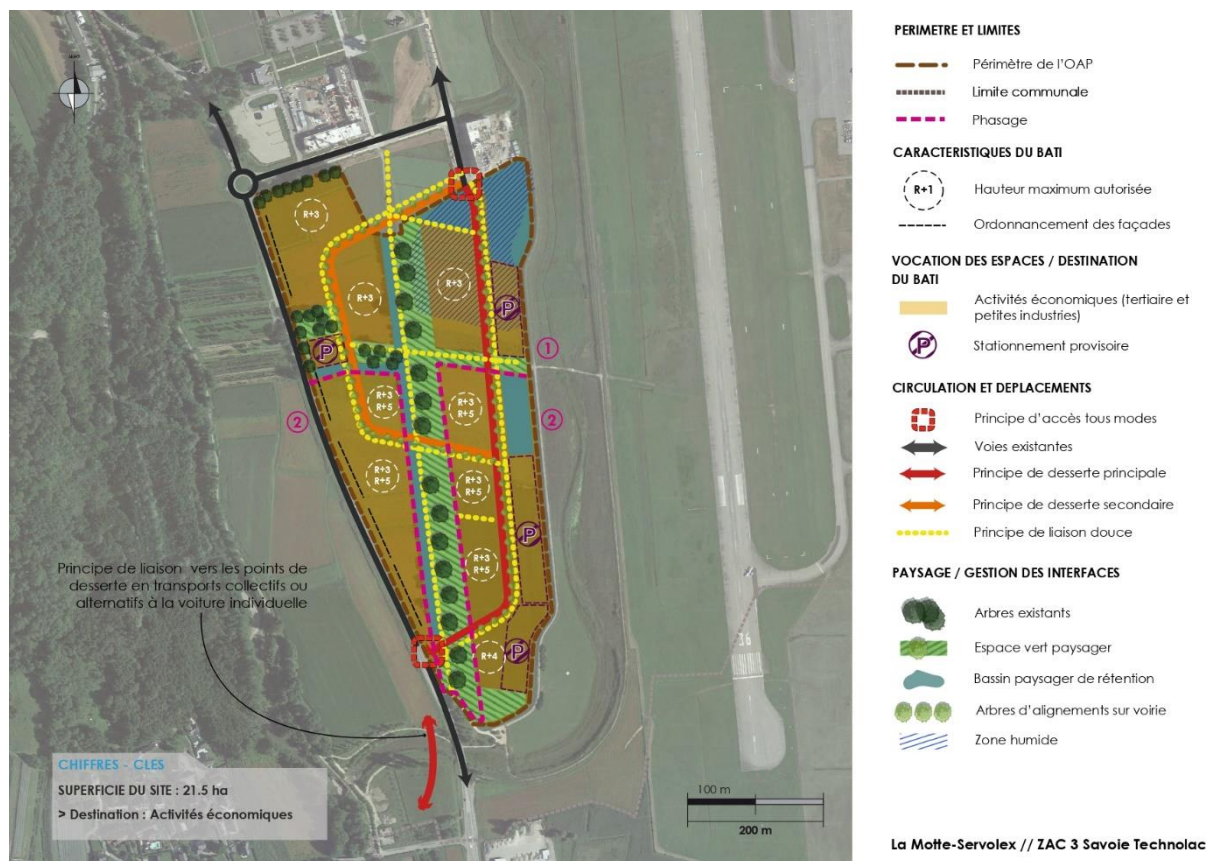 R+3
R+3
R+3
P
P
1
R+3
R+5
R+3
R+5
2
2
R+3
R+5
R+3
R+5
P
R+3
R+5
R+4
P
36
Principe de liaison vers les points de
desserte en transports collectifs ou
alternatifs à la voiture individuelle
CHIFFRES - CLES
SUPERFICIE DU SITE : 21.5 ha
> Destination : Activités économiques
100 m
200 m
PERIMETRE ET LIMITES
Périmètre de l'OAP
Limite communale
Phasage
CARACTERISTIQUES DU BATI
R+1
Hauteur maximum autorisée
Ordonnancement des façades
VOCATION DES ESPACES / DESTINATION
DU BATI
Activités économiques (tertiaire et
petites industries)
P
Stationnement provisoire
CIRCULATION ET DEPLACEMENTS
Principe d'accès tous modes
Voies existantes
Principe de desserte principale
Principe de desserte secondaire
Principe de liaison douce
PAYSAGE / GESTION DES INTERFACES
Arbres existants
Espace vert paysager
Bassin paysager de rétention
Arbres d'alignements sur voirie
Zone humide
La Motte-Servolex // ZAC 3 Savoie Technolac